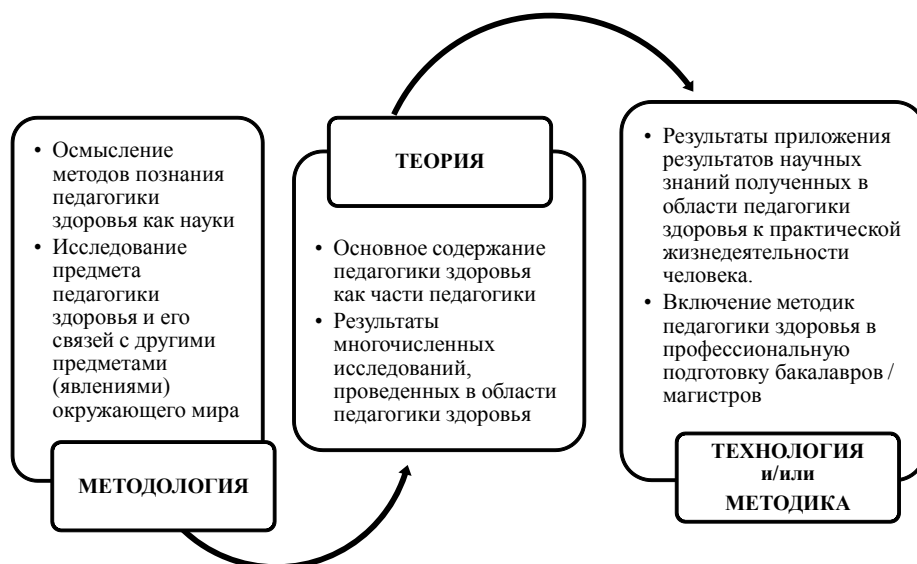 • Осмысление
методов познания
педагогики
здоровья как науки
• Исследование
предмета
педагогики
здоровья и его
связей с другими
предметами
(явлениями)
окружающего мира
МЕТОДОЛОГИЯ
ТЕОРИЯ
• Основное содержание
педагогики здоровья
как части педагогики
• Результаты
многочисленных
исследований,
проведенных в области
педагогики здоровья
• Результаты приложения
результатов научных
знаний полученных в
области педагогики
здоровья к практической
жизнедеятельности
человека.
• Включение методик
педагогики здоровья в
профессиональную
подготовку бакалавров /
магистров
ТЕХНОЛОГИЯ
и/или
МЕТОДИКА